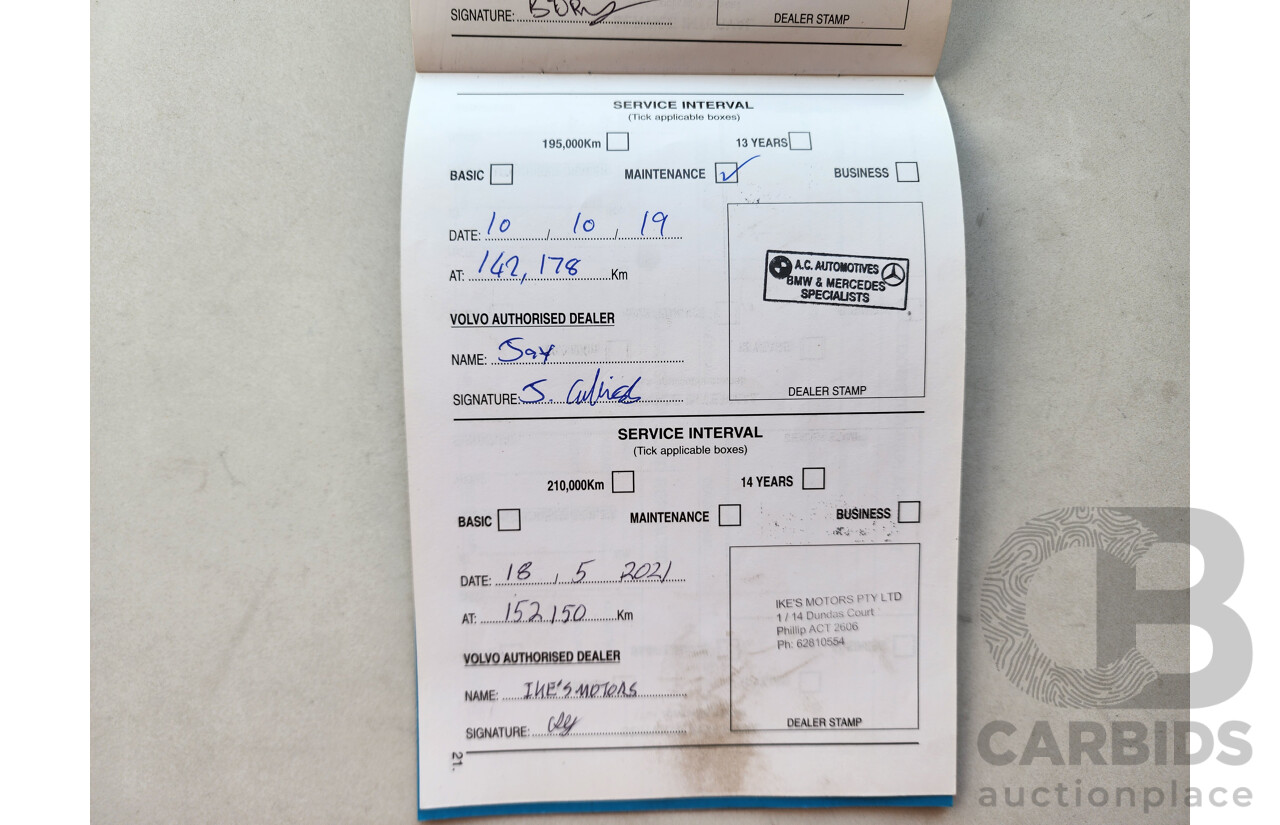 SIGNATURE:
DEALER STAMP
SERVICE INTERVAL
(Tick applicable boxes)
195,000Km 13 YEARS
BASIC MAINTENANCE BUSINESS
DATE: 10 / 10 / 19
AT: 142,178 Km
A.C. AUTOMOTIVES
BMW & MERCEDES
SPECIALISTS
VOLVO AUTHORISED DEALER
NAME: Jay
SIGNATURE: J.
DEALER STAMP
SERVICE INTERVAL
(Tick applicable boxes)
210,000Km 14 YEARS
BASIC MAINTENANCE BUSINESS
DATE: 18 / 5 2021
AT: 152,150 Km
IKE'S MOTORS PTY LTD
1 / 14 Dundas Court
Phillip ACT 2606
Ph: 62810554
VOLVO AUTHORISED DEALER
NAME: IKE'S MOTORS
SIGNATURE:
DEALER STAMP
21.
CB
CARBIDS
auctionplace